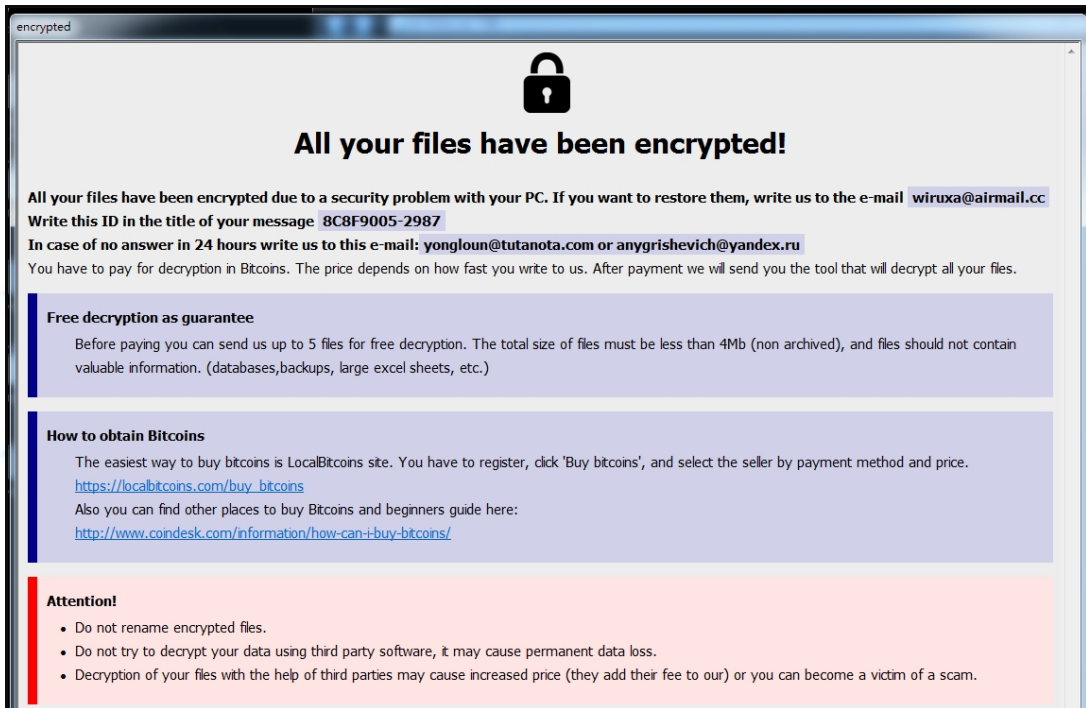 encrypted
All your files have been encrypted!
All your files have been encrypted due to a security problem with your PC. If you want to restore them, write us to the e-mail wiruxa@airmail.cc
Write this ID in the title of your message 8C8F9005-2987
In case of no answer in 24 hours write us to this e-mail: yongloun@tutanota.com or anygrishevich@yandex.ru
You have to pay for decryption in Bitcoins. The price depends on how fast you write to us. After payment we will send you the tool that will decrypt all your files.
Free decryption as guarantee
Before paying you can send us up to 5 files for free decryption. The total size of files must be less than 4Mb (non archived), and files should not contain
valuable information. (databases,backups, large excel sheets, etc.)
How to obtain Bitcoins
The easiest way to buy bitcoins is LocalBitcoins site. You have to register, click 'Buy bitcoins', and select the seller by payment method and price.
https://localbitcoins.com/buy_bitcoins
Also you can find other places to buy Bitcoins and beginners guide here:
http://www.coindesk.com/information/how-can-i-buy-bitcoins/
Attention!
• Do not rename encrypted files.
• Do not try to decrypt your data using third party software, it may cause permanent data loss.
• Decryption of your files with the help of third parties may cause increased price (they add their fee to our) or you can become a victim of a scam.